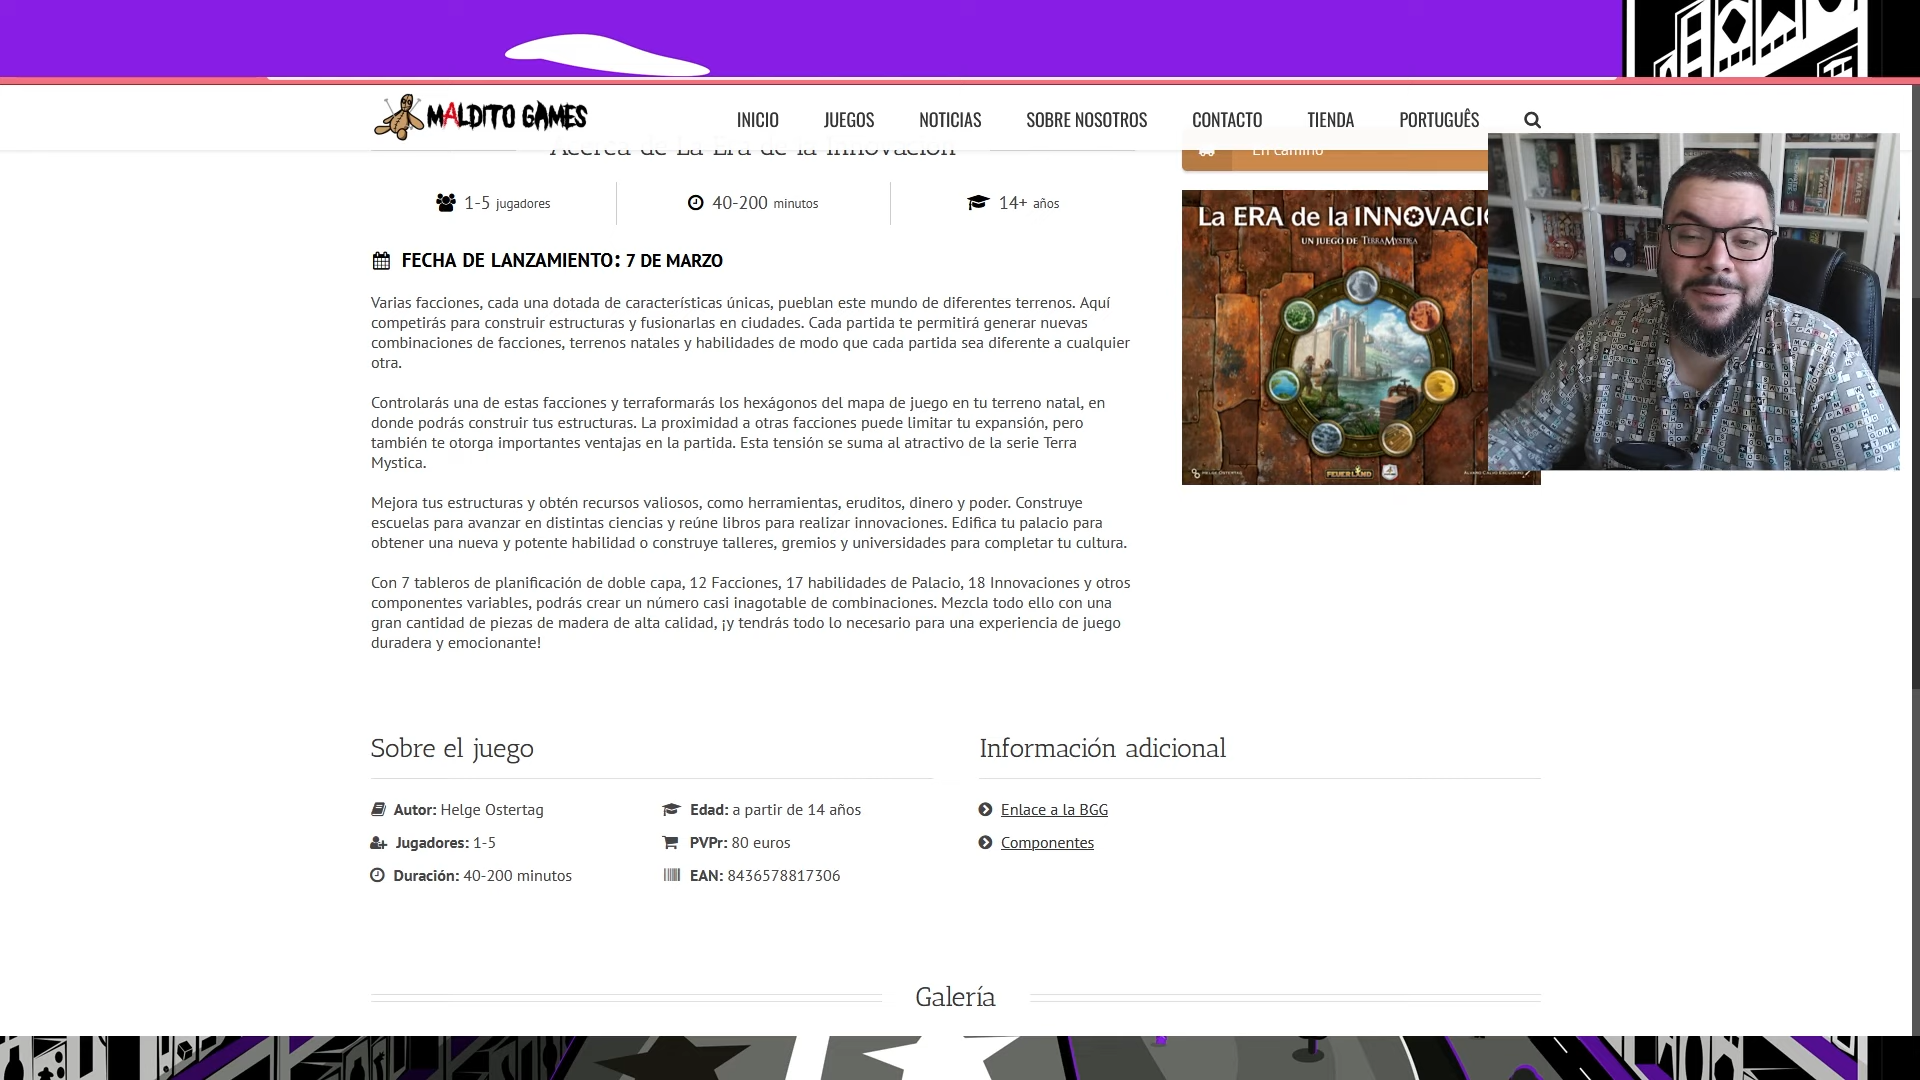 MALDITO GAMES
INICIO
JUEGOS
NOTICIAS
SOBRE NOSOTROS
CONTACTO
TIENDA
PORTUGUÊS
Acerca de La Era de la Innovación
En camino
1-5 jugadores
40-200 minutos
14+ años
FECHA DE LANZAMIENTO: 7 DE MARZO
Varias facciones, cada una dotada de características únicas, pueblan este mundo de diferentes terrenos. Aquí
competirás para construir estructuras y fusionarlas en ciudades. Cada partida te permitirá generar nuevas
combinaciones de facciones, terrenos natales y habilidades de modo que cada partida sea diferente a cualquier
otra.
Controlarás una de estas facciones y terraformarás los hexágonos del mapa de juego en tu terreno natal, en
donde podrás construir tus estructuras. La proximidad a otras facciones puede limitar tu expansión, pero
también te otorga importantes ventajas en la partida. Esta tensión se suma al atractivo de la serie Terra
Mystica.
Mejora tus estructuras y obtén recursos valiosos, como herramientas, eruditos, dinero y poder. Construye
escuelas para avanzar en distintas ciencias y reúne libros para realizar innovaciones. Edifica tu palacio para
obtener una nueva y potente habilidad o construye talleres, gremios y universidades para completar tu cultura.
Con 7 tableros de planificación de doble capa, 12 Facciones, 17 habilidades de Palacio, 18 Innovaciones y otros
componentes variables, podrás crear un número casi inagotable de combinaciones. Mezcla todo ello con una
gran cantidad de piezas de madera de alta calidad, ¡y tendrás todo lo necesario para una experiencia de juego
duradera y emocionante!
La ERA de la INNOVACI
UN JUEGO DE TERRA MYSTICA
HELGE OSTERTAG
FEUERLAND
Sobre el juego
Autor: Helge Ostertag
Jugadores: 1-5
Duración: 40-200 minutos
Edad: a partir de 14 años
PVPr: 80 euros
EAN: 8436578817306
Información adicional
Enlace a la BGG
Componentes
Galería